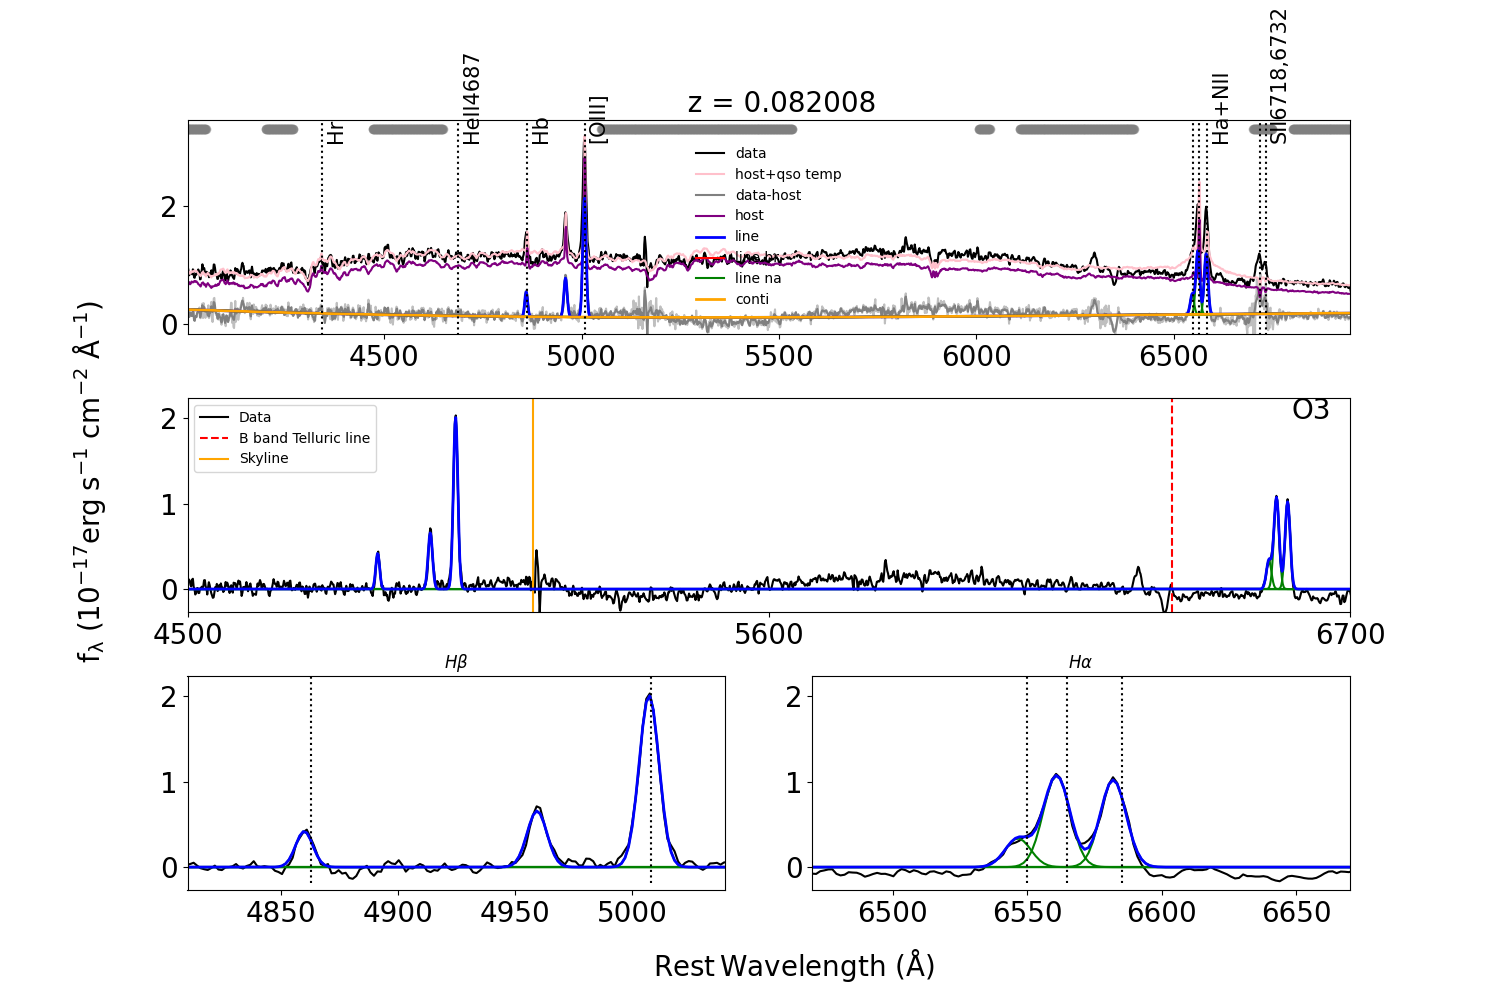 z = 0.082008
Hr
HeII4687
Hb
[OIII]
Ha+NII
SII6718,6732
data
host+qso temp
data-host
host
line
line na
conti
2
0
4500
5000
5500
6000
6500
fλ (10⁻¹⁷erg s⁻¹ cm⁻² Å⁻¹)
Data
B band Telluric line
Skyline
O3
2
1
0
4500
5600
6700
Hβ
2
1
0
4850
4900
4950
5000
Hα
2
1
0
6500
6550
6600
6650
Rest Wavelength (Å)